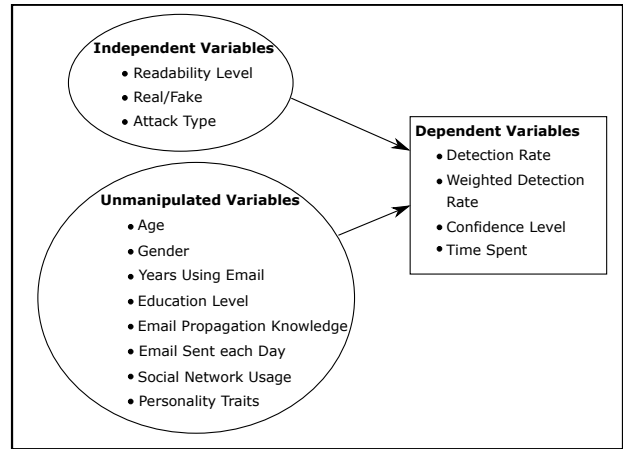 Independent Variables
• Readability Level
• Real/Fake
• Attack Type
Unmanipulated Variables
• Age
• Gender
• Years Using Email
• Education Level
• Email Propagation Knowledge
• Email Sent each Day
• Social Network Usage
• Personality Traits
Dependent Variables
• Detection Rate
• Weighted Detection
Rate
• Confidence Level
• Time Spent